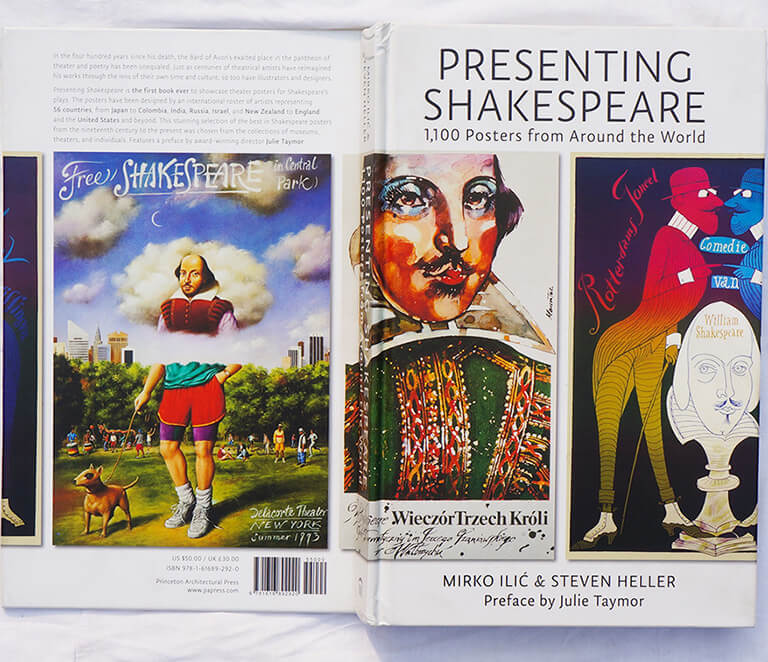 In the four hundred years since his death, the Bard of Avon's exalted place in the pantheon of
theater and poetry has been unequaled. Just as centuries of theatrical artists have reimagined
his works through the lens of their own time and culture, so too have illustrators and designers.
Presenting Shakespeare is the first book ever to showcase theater posters for Shakespeare's
plays. The posters have been designed by an international roster of artists representing
56 countries, from Japan to Colombia, India, Russia, Israel, and New Zealand to England
and the United States and beyond. This stunning selection of the best in Shakespeare posters
from the nineteenth century to the present was chosen from the collections of museums,
theaters, and individuals. Features a preface by award-winning director Julie Taymor.
Free SHAKESPEARE in Central
Park)
Delacorte Theater
NEW YORK
Summer 1993
US $50.00 / UK £30.00
ISBN 978-1-61689-292-0
Princeton Architectural Press
www.papress.com
PRESENTING
SHAKESPEARE
1,100 Posters from Around the World
Wieczór Trzech Króli
Rotterdams Toneel
Comedie
van
William
Shakespeare
MIRKO ILIĆ & STEVEN HELLER
Preface by Julie Taymor